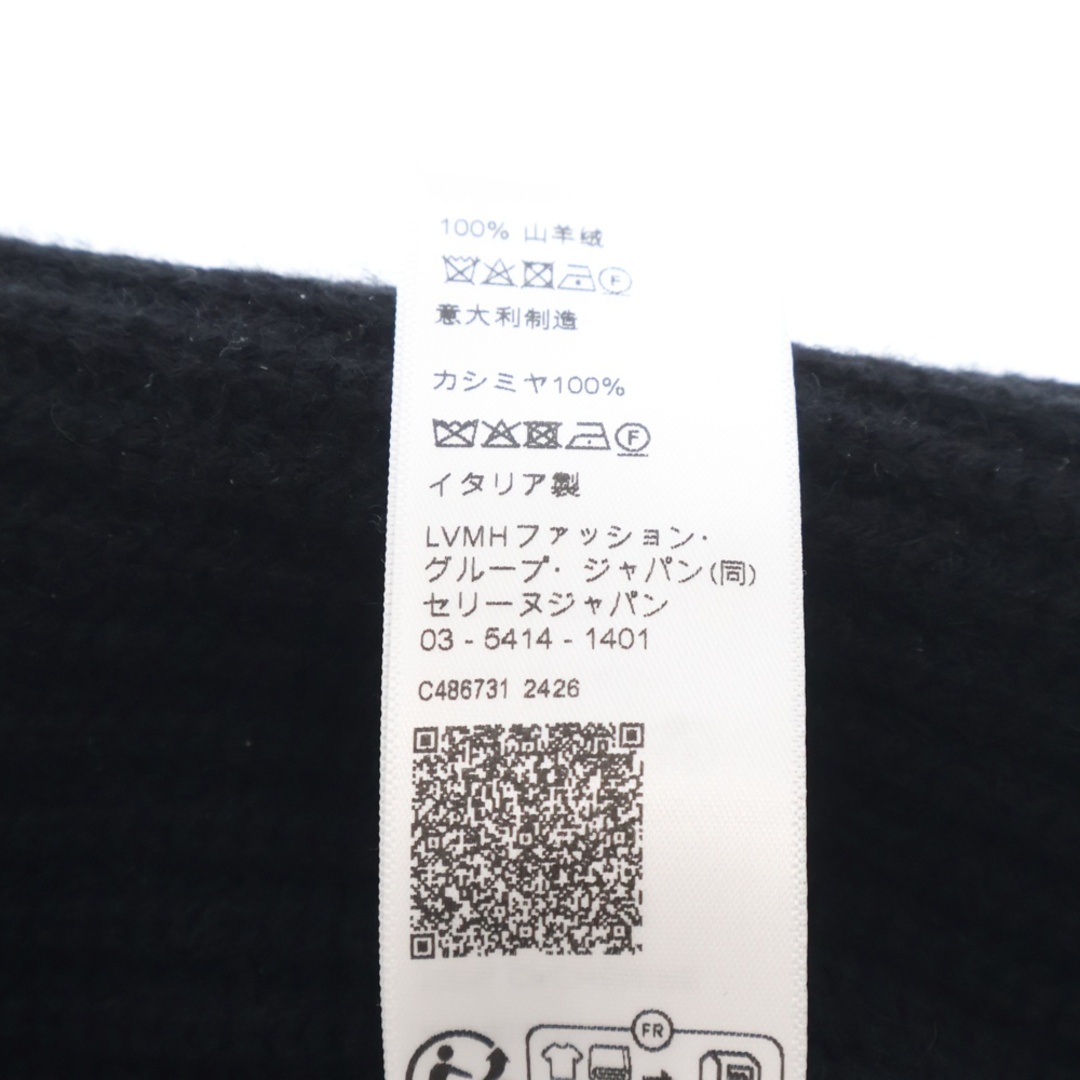 100% 山羊绒
F
意大利制造
カシミヤ100%
F
イタリア製
LVMHファッション・
グループ・ジャパン(同)
セリーヌジャパン
03 - 5414 - 1401
C486731 2426
FR